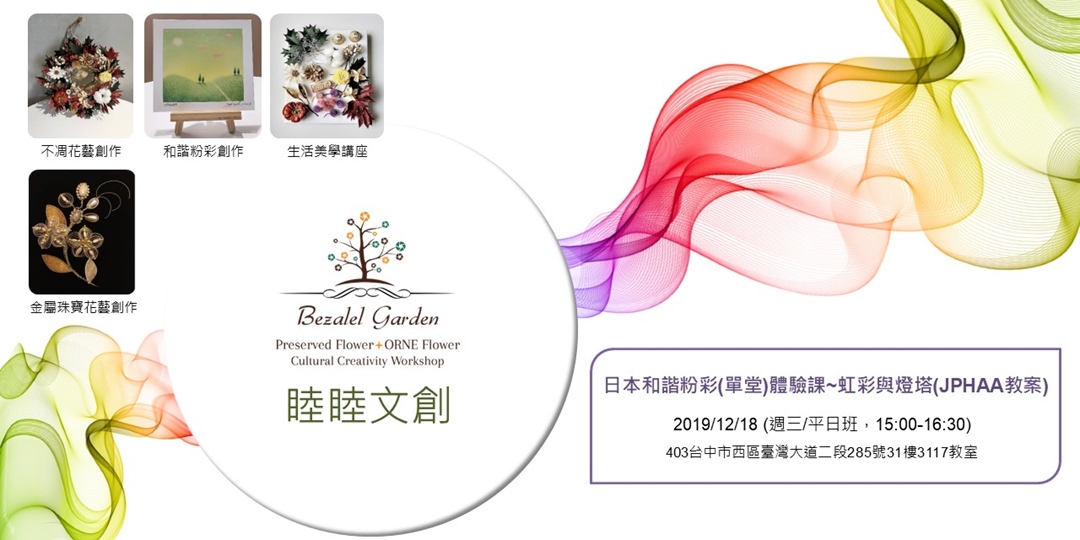 不凋花藝創作
和諧粉彩創作
生活美學講座
金屬珠寶花藝創作
Bezalel Garden
Preserved Flower+ORNE Flower
Cultural Creativity Workshop
睦睦文創
日本和諧粉彩(單堂)體驗課~虹彩與燈塔(JPHAA教案)
2019/12/18 (週三/平日班，15:00-16:30)
403台中市西區臺灣大道二段285號31樓3117教室